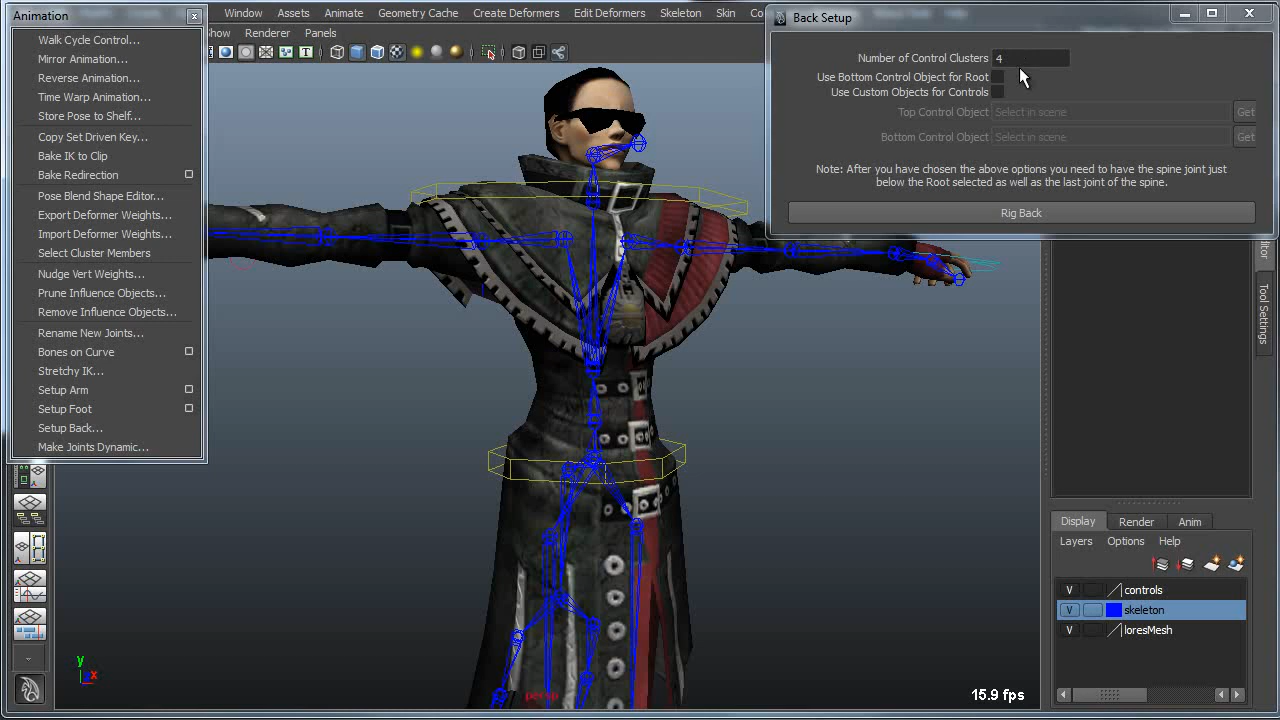 Animation
Walk Cycle Control...
Mirror Animation...
Reverse Animation...
Time Warp Animation...
Store Pose to Shelf...
Copy Set Driven Key...
Bake IK to Clip
Bake Redirection
Pose Blend Shape Editor...
Export Deformer Weights...
Import Deformer Weights...
Select Cluster Members
Nudge Vert Weights...
Prune Influence Objects...
Remove Influence Objects...
Rename New Joints...
Bones on Curve
Stretchy IK...
Setup Arm
Setup Foot
Setup Back...
Make Joints Dynamic...
Window Assets Animate Geometry Cache Create Deformers Edit Deformers Skeleton Skin
Renderer Panels
Back Setup
Number of Control Clusters 4
Use Bottom Control Object for Root
Use Custom Objects for Controls
Top Control Object Select in scene Get
Bottom Control Object Select in scene Get
Note: After you have chosen the above options you need to have the spine joint just
below the Root selected as well as the last joint of the spine.
Rig Back
Tool Settings
Display Render Anim
Layers Options Help
V controls
V skeleton
V loresMesh
y
x
persp
15.9 fps